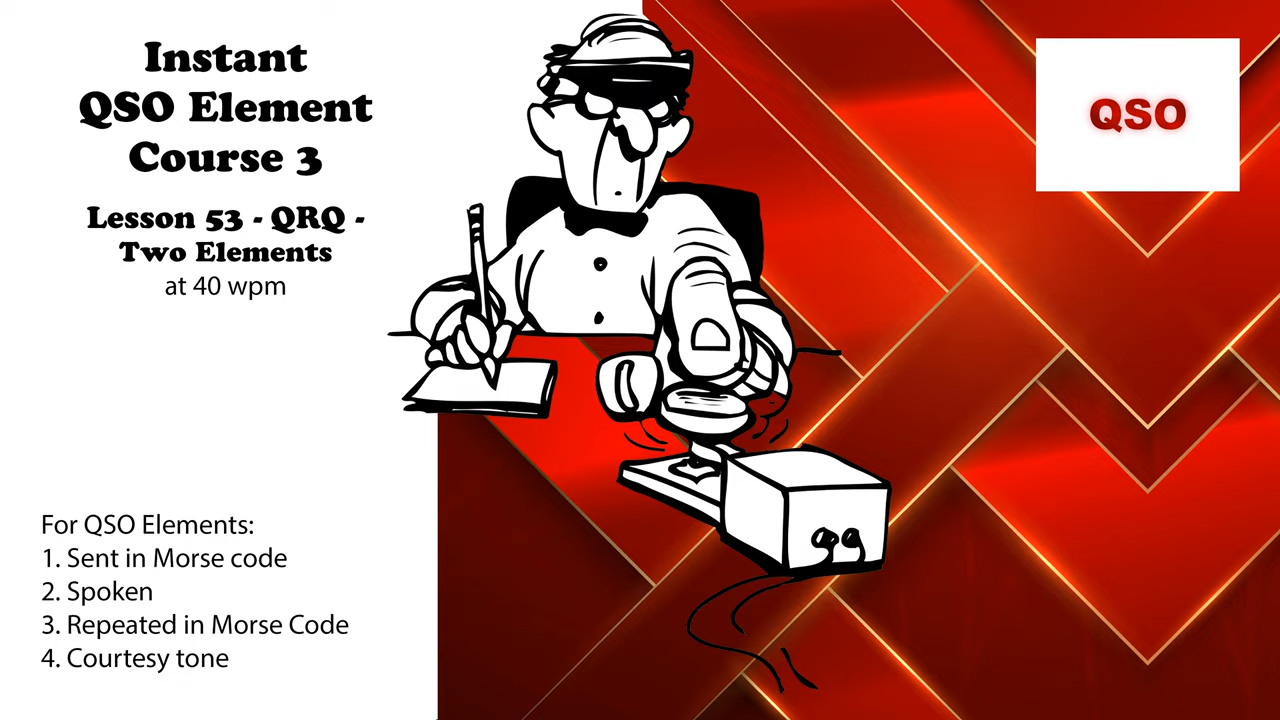 Instant
QSO Element
Course 3
Lesson 53 - QRQ -
Two Elements
at 40 wpm
QSO
For QSO Elements:
1. Sent in Morse code
2. Spoken
3. Repeated in Morse Code
4. Courtesy tone